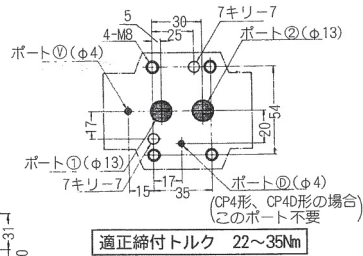 5
30
25
7キリー7
4-M8
ポートⓋ(φ4)
ポート②(φ13)
17
54
20
ポート①(φ13)
7キリー7
15
17
35
ポートⒹ(φ4)
(CP4形、CP4D形の場合
このポート不要)
31
0
適正締付トルク 22～35Nm